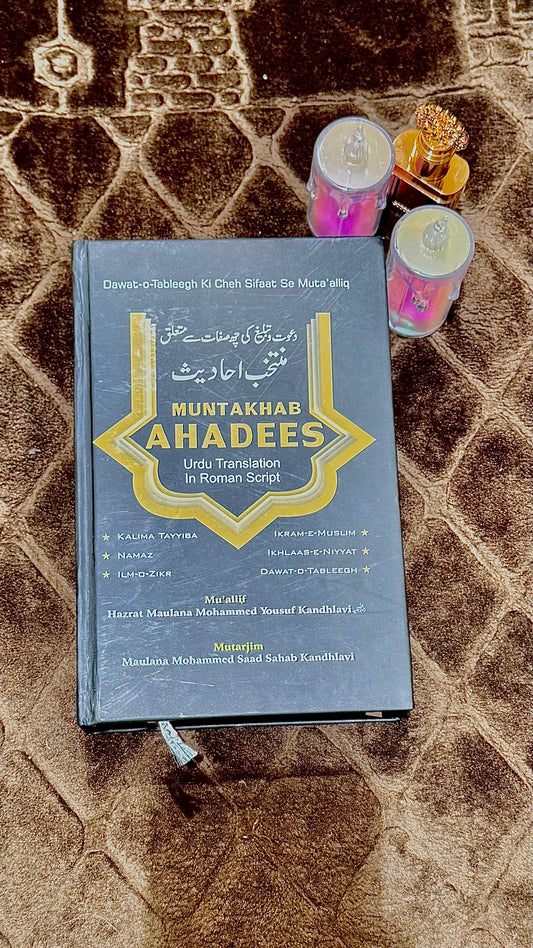 Dawat-o-Tableegh Ki Cheh Sifaat Se Muta'alliq
دعوت و تبلیغ کی چھ صفات سے متعلق
منتخب احادیث
MUNTAKHAB
AHADEES
Urdu Translation
In Roman Script
★ KALIMA TAYYIBA IKRAM-E-MUSLIM ★
★ NAMAZ IKHLAAS-E-NIYYAT ★
★ ILM-O-ZIKR DAWAT-O-TABLEEGH ★
Mu'allif
Hazrat Maulana Mohammed Yousuf Kandhlavi
Mutarjim
Maulana Mohammed Saad Sahab Kandhlavi